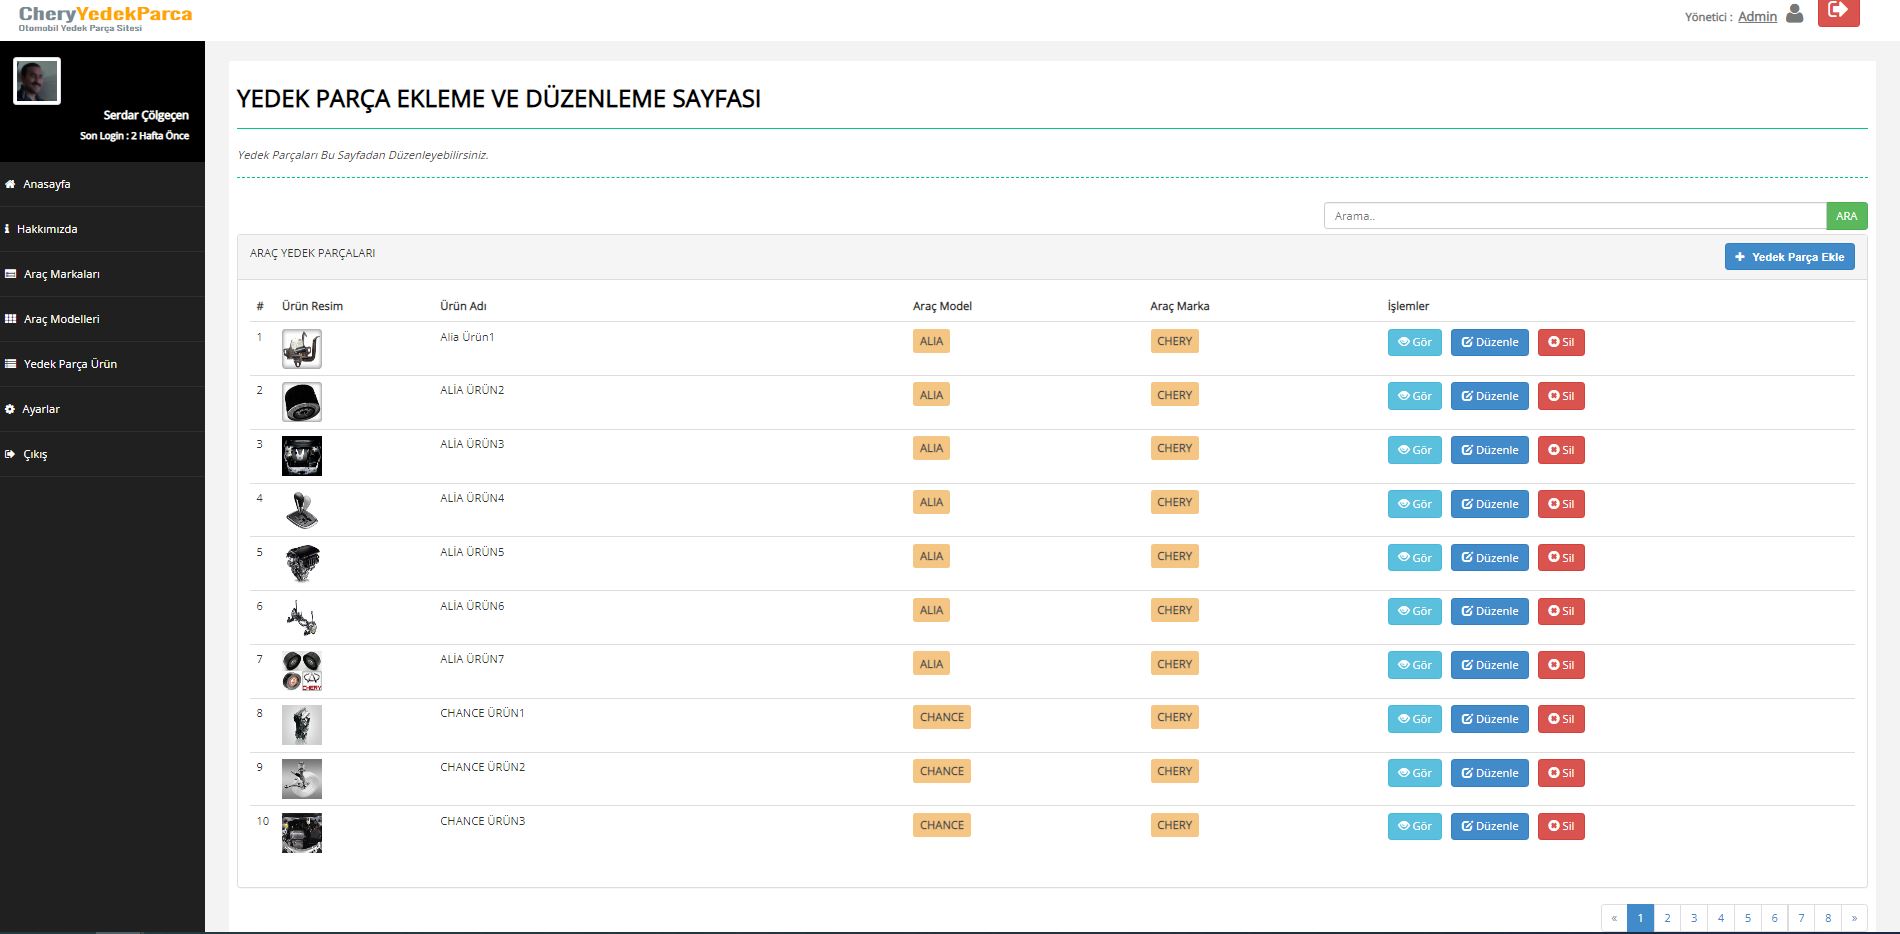 CheryYedekParca
Otomobil Yedek Parça Sitesi
Yönetici : Admin
Serdar Çölgeçen
Son Login : 2 Hafta Önce
Anasayfa
Hakkımızda
Araç Markaları
Araç Modelleri
Yedek Parça Ürün
Ayarlar
Çıkış
YEDEK PARÇA EKLEME VE DÜZENLEME SAYFASI
Yedek Parçaları Bu Sayfadan Düzenleyebilirsiniz.
Arama.. ARA
ARAÇ YEDEK PARÇALARI
Yedek Parça Ekle
# Ürün Resim Ürün Adı Araç Model Araç Marka İşlemler
1 Alia Ürün1 ALIA CHERY Gör Düzenle Sil
2 ALİA ÜRÜN2 ALIA CHERY Gör Düzenle Sil
3 ALİA ÜRÜN3 ALIA CHERY Gör Düzenle Sil
4 ALİA ÜRÜN4 ALIA CHERY Gör Düzenle Sil
5 ALİA ÜRÜN5 ALIA CHERY Gör Düzenle Sil
6 ALİA ÜRÜN6 ALIA CHERY Gör Düzenle Sil
7 CHERY ALİA ÜRÜN7 ALIA CHERY Gör Düzenle Sil
8 CHANCE ÜRÜN1 CHANCE CHERY Gör Düzenle Sil
9 CHANCE ÜRÜN2 CHANCE CHERY Gör Düzenle Sil
10 CHANCE ÜRÜN3 CHANCE CHERY Gör Düzenle Sil
« 1 2 3 4 5 6 7 8 »